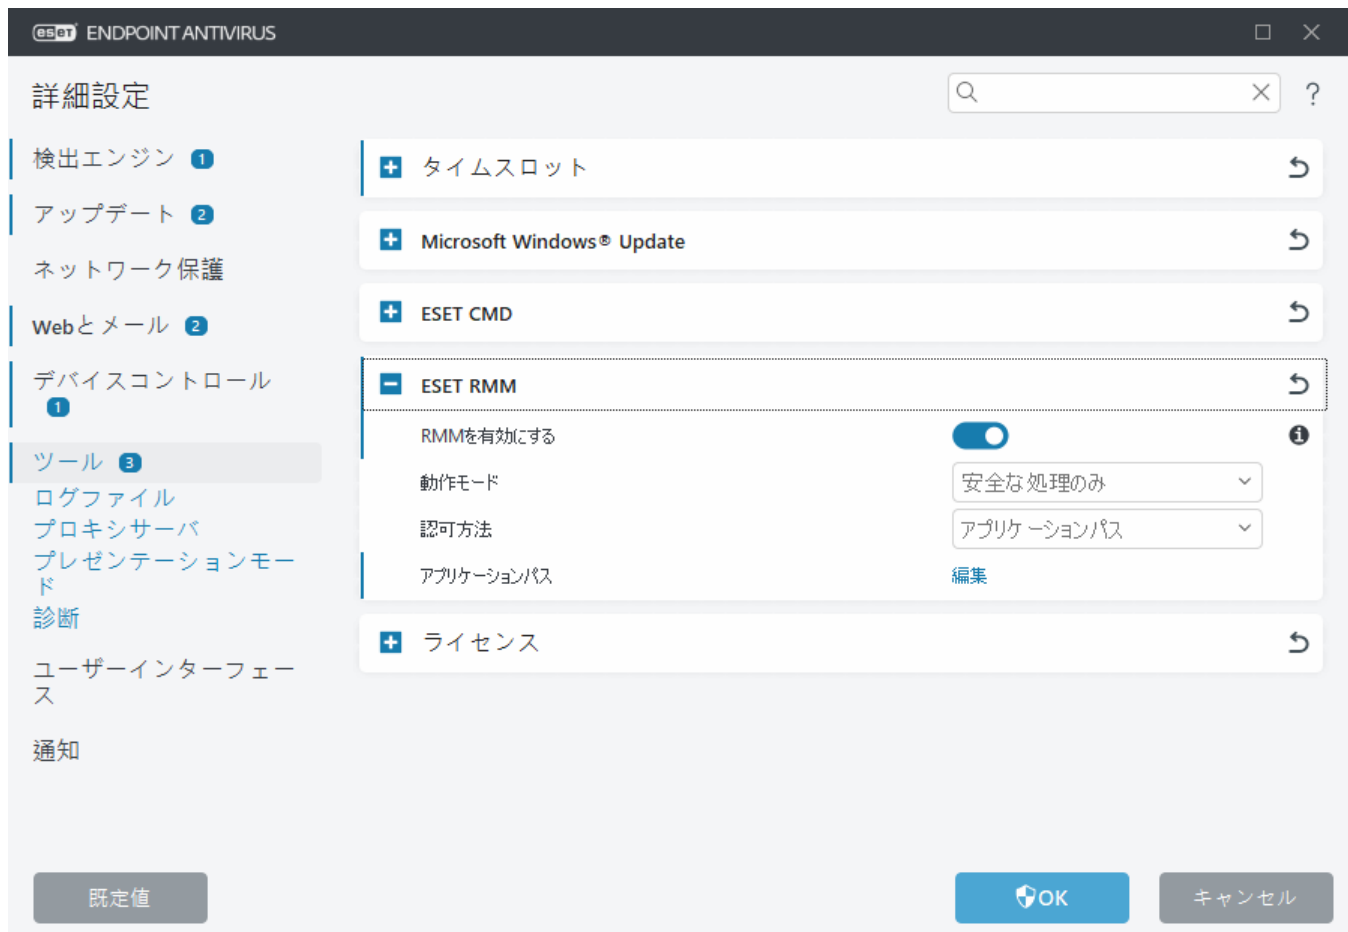 eseT ENDPOINT ANTIVIRUS
詳細設定
?
検出エンジン 1
アップデート 2
ネットワーク保護
Webとメール 2
デバイスコントロール
1
ツール 3
ログファイル
プロキシサーバ
プレゼンテーションモー
ド
診断
ユーザーインターフェー
ス
通知
タイムスロット
Microsoft Windows® Update
ESET CMD
ESET RMM
RMMを有効にする
動作モード 安全な処理のみ
認可方法 アプリケーションパス
アプリケーションパス 編集
ライセンス
既定値
OK
キャンセル